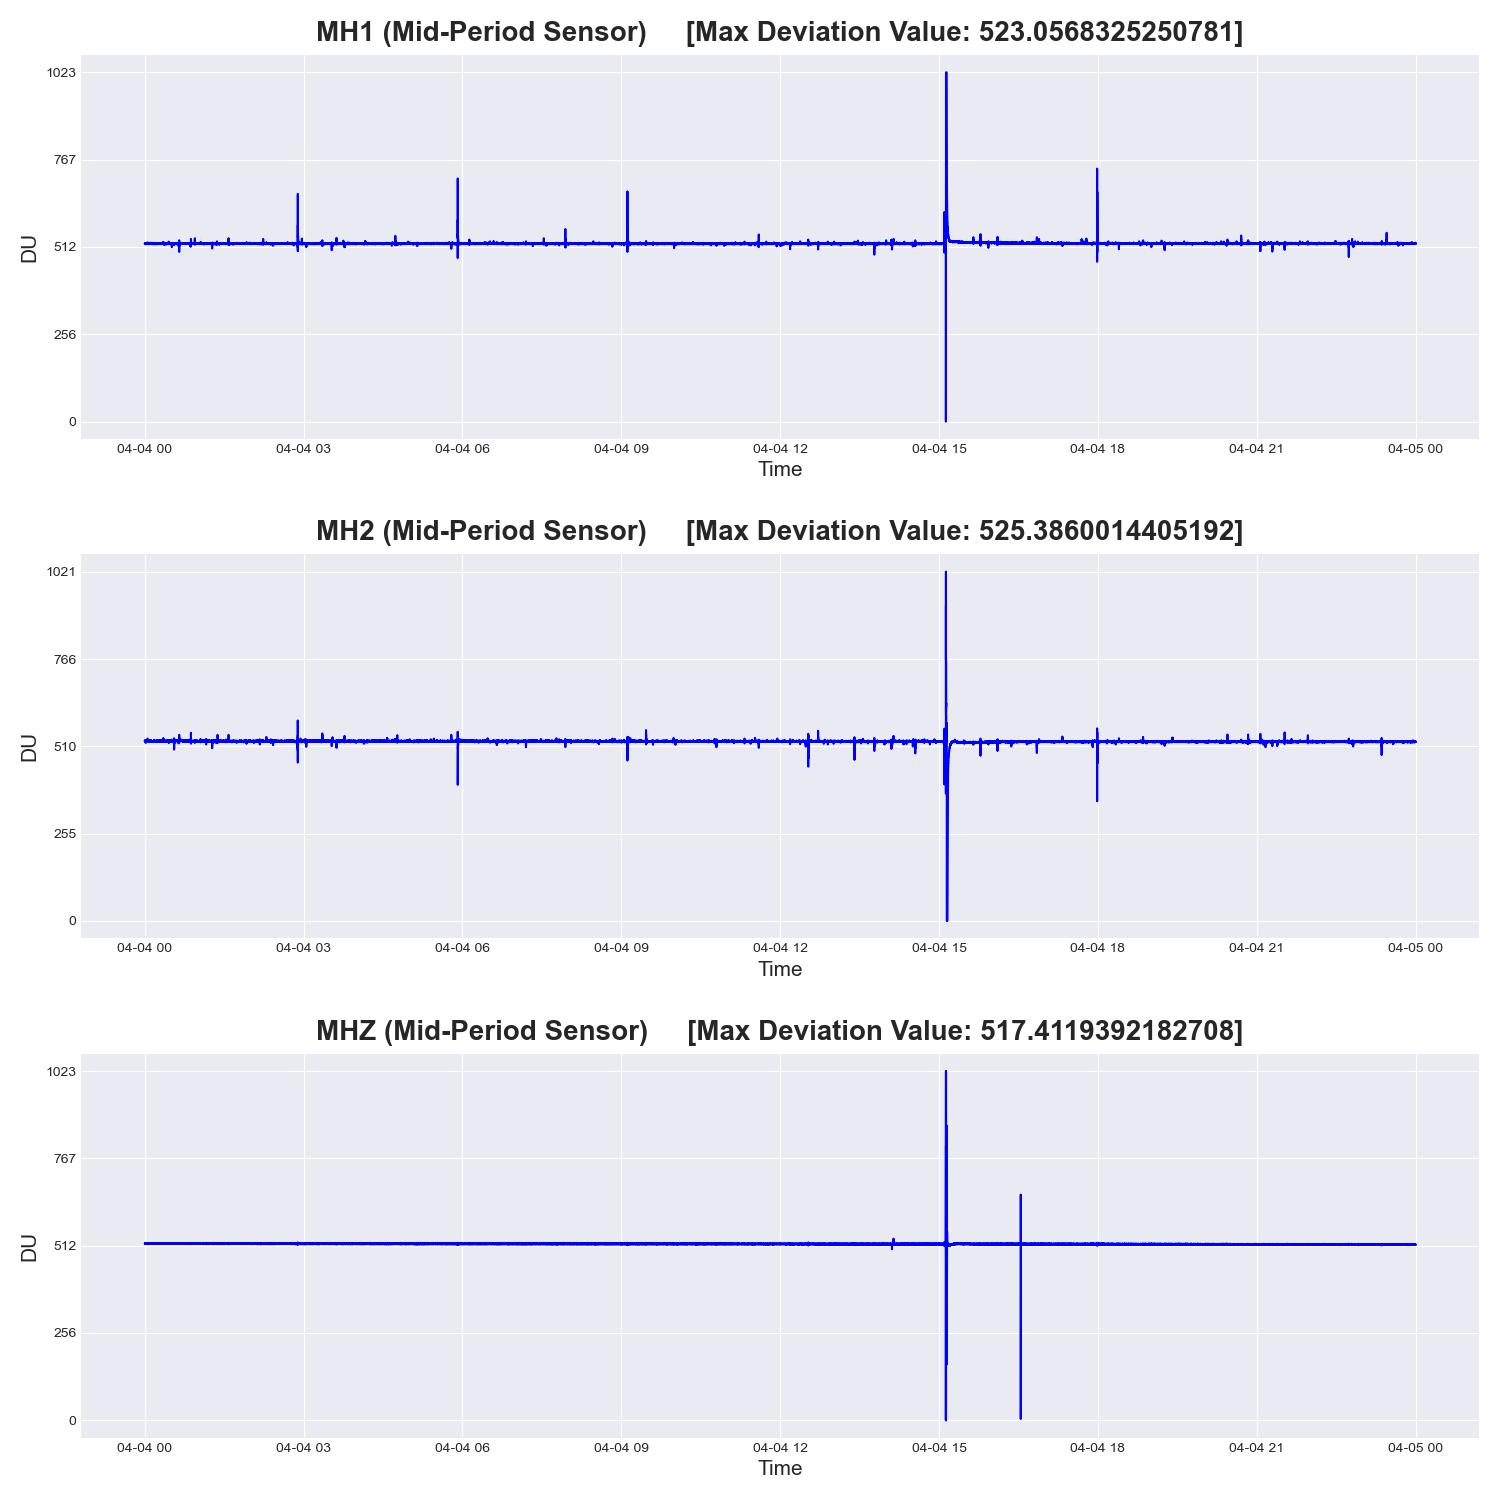 MH1 (Mid-Period Sensor) [Max Deviation Value: 523.0568325250781]
1023
767
512
256
0
DU
04-04 00 04-04 03 04-04 06 04-04 09 04-04 12 04-04 15 04-04 18 04-04 21 04-05 00
Time
MH2 (Mid-Period Sensor) [Max Deviation Value: 525.3860014405192]
1021
766
510
255
0
DU
04-04 00 04-04 03 04-04 06 04-04 09 04-04 12 04-04 15 04-04 18 04-04 21 04-05 00
Time
MHZ (Mid-Period Sensor) [Max Deviation Value: 517.4119392182708]
1023
767
512
256
0
DU
04-04 00 04-04 03 04-04 06 04-04 09 04-04 12 04-04 15 04-04 18 04-04 21 04-05 00
Time